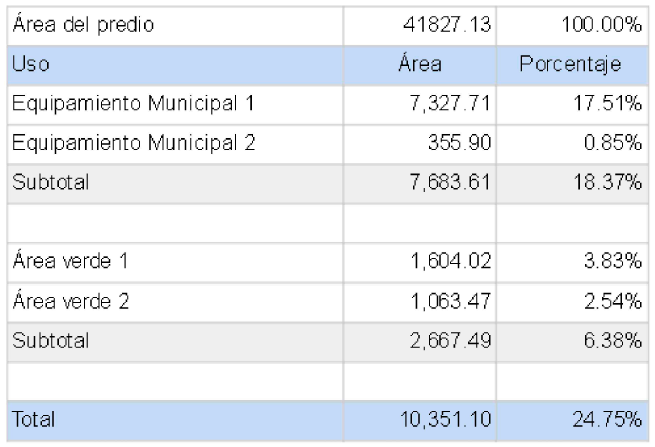 Área del predio 41827.13 100.00%
Uso Área Porcentaje
Equipamiento Municipal 1 7,327.71 17.51%
Equipamiento Municipal 2 355.90 0.85%
Subtotal 7,683.61 18.37%
Área verde 1 1,604.02 3.83%
Área verde 2 1,063.47 2.54%
Subtotal 2,667.49 6.38%
Total 10,351.10 24.75%